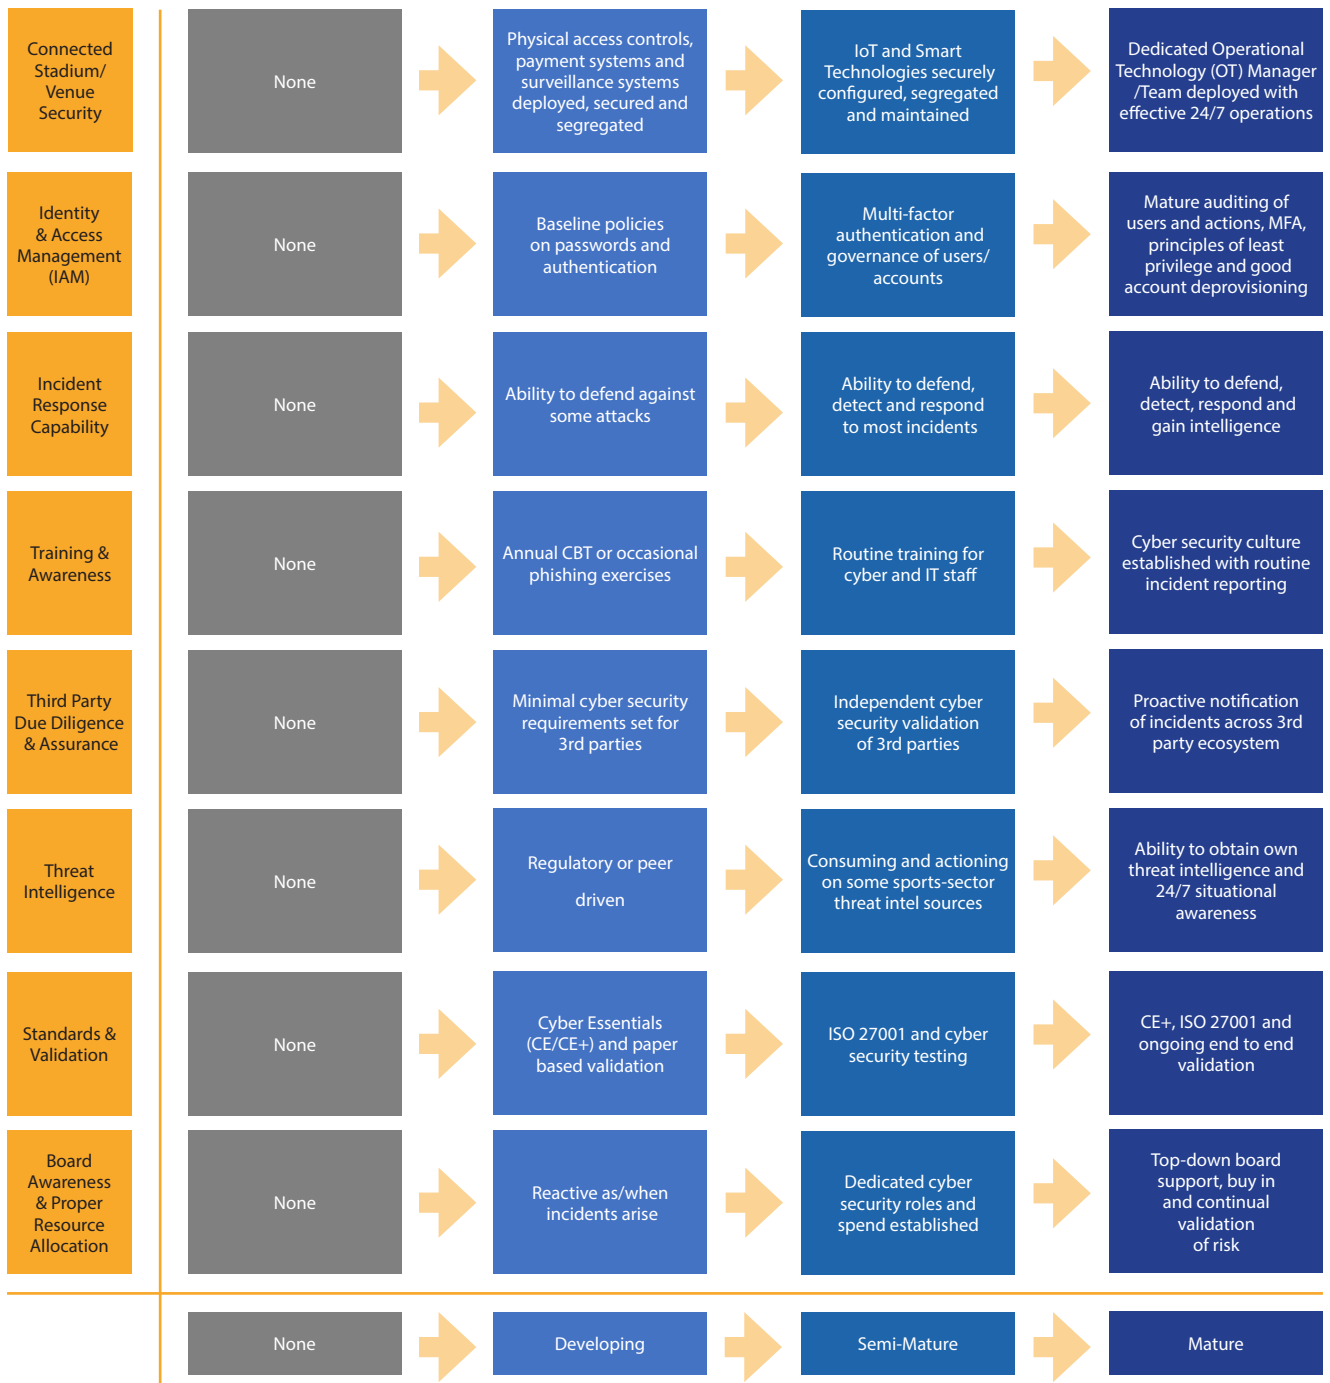 Connected
Stadium/
Venue
Security
None
Physical access controls,
payment systems and
surveillance systems
deployed, secured and
segregated
IoT and Smart
Technologies securely
configured, segregated
and maintained
Dedicated Operational
Technology (OT) Manager
/Team deployed with
effective 24/7 operations
Identity
& Access
Management
(IAM)
None
Baseline policies
on passwords and
authentication
Multi-factor
authentication and
governance of users/
accounts
Mature auditing of
users and actions, MFA,
principles of least
privilege and good
account deprovisioning
Incident
Response
Capability
None
Ability to defend against
some attacks
Ability to defend,
detect and respond
to most incidents
Ability to defend,
detect, respond and
gain intelligence
Training &
Awareness
None
Annual CBT or occasional
phishing exercises
Routine training for
cyber and IT staff
Cyber security culture
established with routine
incident reporting
Third Party
Due Diligence
& Assurance
None
Minimal cyber security
requirements set for
3rd parties
Independent cyber
security validation
of 3rd parties
Proactive notification
of incidents across 3rd
party ecosystem
Threat
Intelligence
None
Regulatory or peer
driven
Consuming and actioning
on some sports-sector
threat intel sources
Ability to obtain own
threat intelligence and
24/7 situational
awareness
Standards &
Validation
None
Cyber Essentials
(CE/CE+) and paper
based validation
ISO 27001 and cyber
security testing
CE+, ISO 27001 and
ongoing end to end
validation
Board
Awareness
& Proper
Resource
Allocation
None
Reactive as/when
incidents arise
Dedicated cyber
security roles and
spend established
Top-down board
support, buy in
and continual
validation
of risk
None
Developing
Semi-Mature
Mature